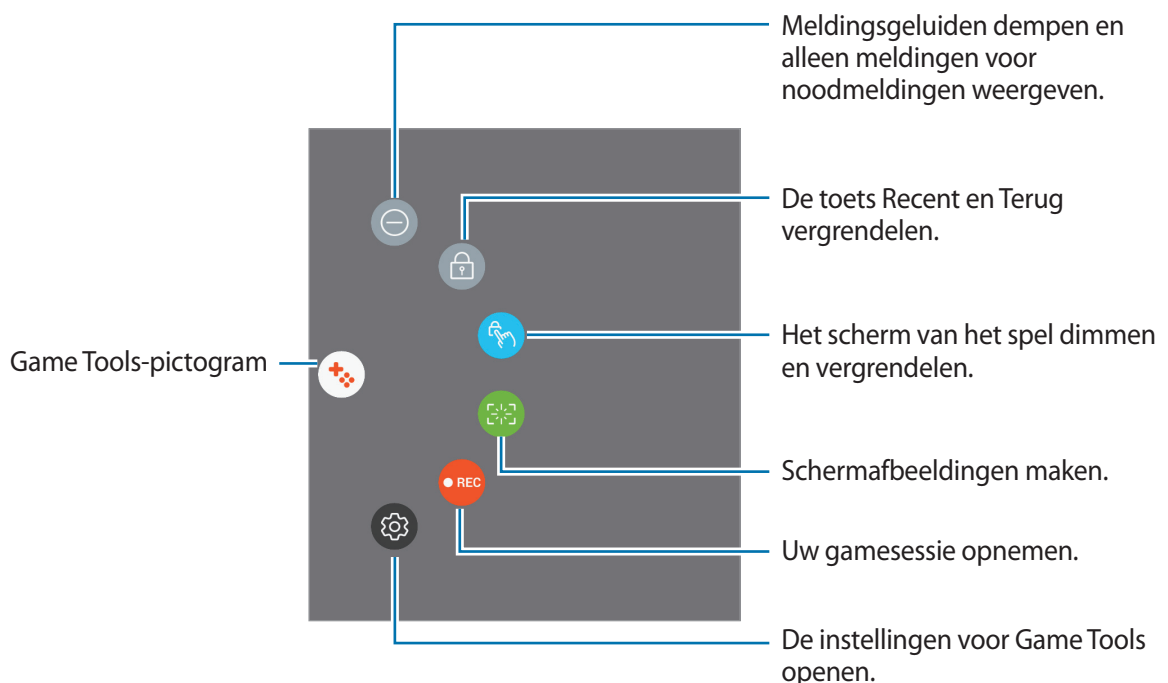 Meldingsgeluiden dempen en
alleen meldingen voor
noodmeldingen weergeven.
De toets Recent en Terug
vergrendelen.
Het scherm van het spel dimmen
en vergrendelen.
Game Tools-pictogram
Schermafbeeldingen maken.
REC
Uw gamesessie opnemen.
De instellingen voor Game Tools
openen.